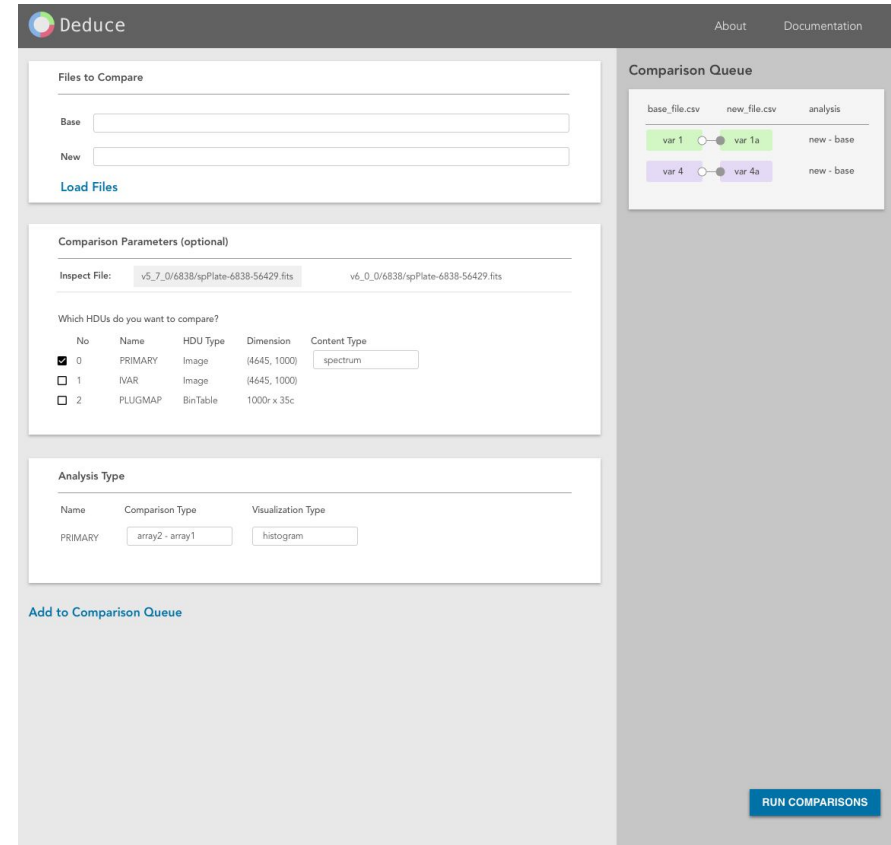 Deduce
About Documentation
Files to Compare
Base
New
Load Files
Comparison Parameters (optional)
Inspect File: v5_7_0/6838/spPlate-6838-56429.fits v6_0_0/6838/spPlate-6838-56429.fits
Which HDUs do you want to compare?
No Name HDU Type Dimension Content Type
0 PRIMARY Image (4645, 1000) spectrum
1 IVAR Image (4645, 1000)
2 PLUGMAP BinTable 1000r x 35c
Analysis Type
Name Comparison Type Visualization Type
PRIMARY array2 - array1 histogram
Add to Comparison Queue
Comparison Queue
base_file.csv new_file.csv analysis
var 1 var 1a new - base
var 4 var 4a new - base
RUN COMPARISONS